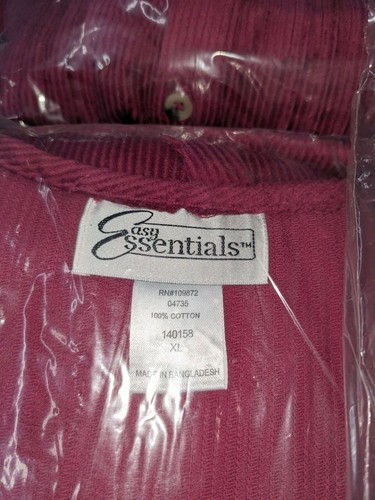 Easy
Essentials™
RN#109872
04735
100% COTTON
140158
XL
MADE IN BANGLADESH